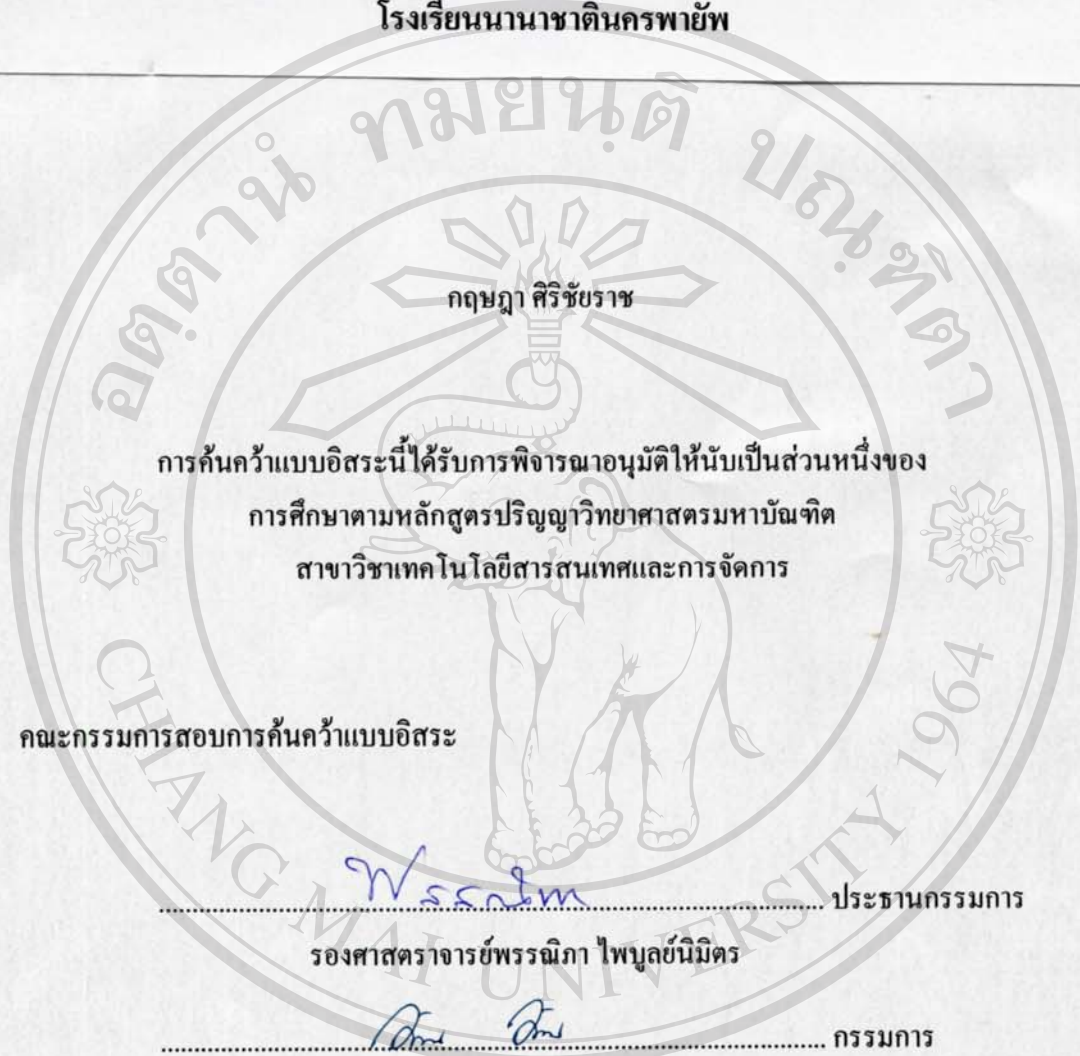 โรงเรียนนานาชาตินครพายัพ
อตฺตานํ ทมยนฺติ ปณฺฑิตา
กฤษฎา ศิริชัยราช
การค้นคว้าแบบอิสระนี้ได้รับการพิจารณาอนุมัติให้นับเป็นส่วนหนึ่งของ
การศึกษาตามหลักสูตรปริญญาวิทยาศาสตรมหาบัณฑิต
สาขาวิชาเทคโนโลยีสารสนเทศและการจัดการ
คณะกรรมการสอบการค้นคว้าแบบอิสระ
พรรณิภา ประธานกรรมการ
รองศาสตราจารย์พรรณิภา ไพบูลย์นิมิตร
กรรมการ
CHIANG MAI UNIVERSITY 1964